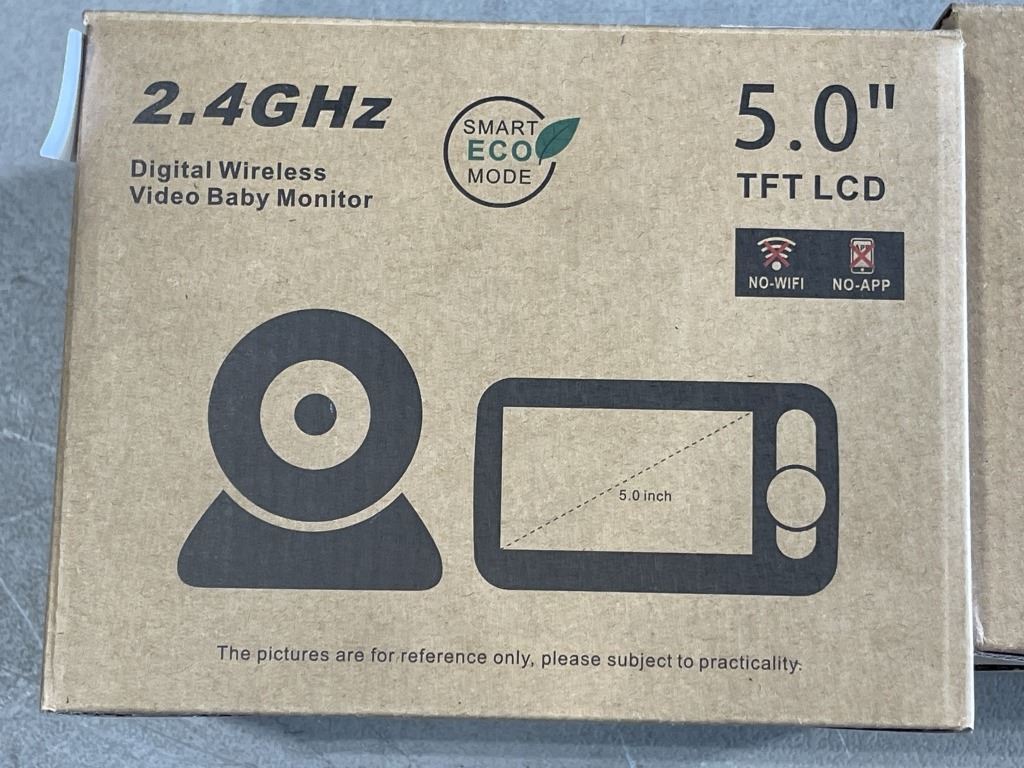 2.4GHz
Digital Wireless
Video Baby Monitor
SMART
ECO
MODE
5.0"
TFT LCD
NO-WIFI NO-APP
5.0 inch
The pictures are for reference only, please subject to practicality.